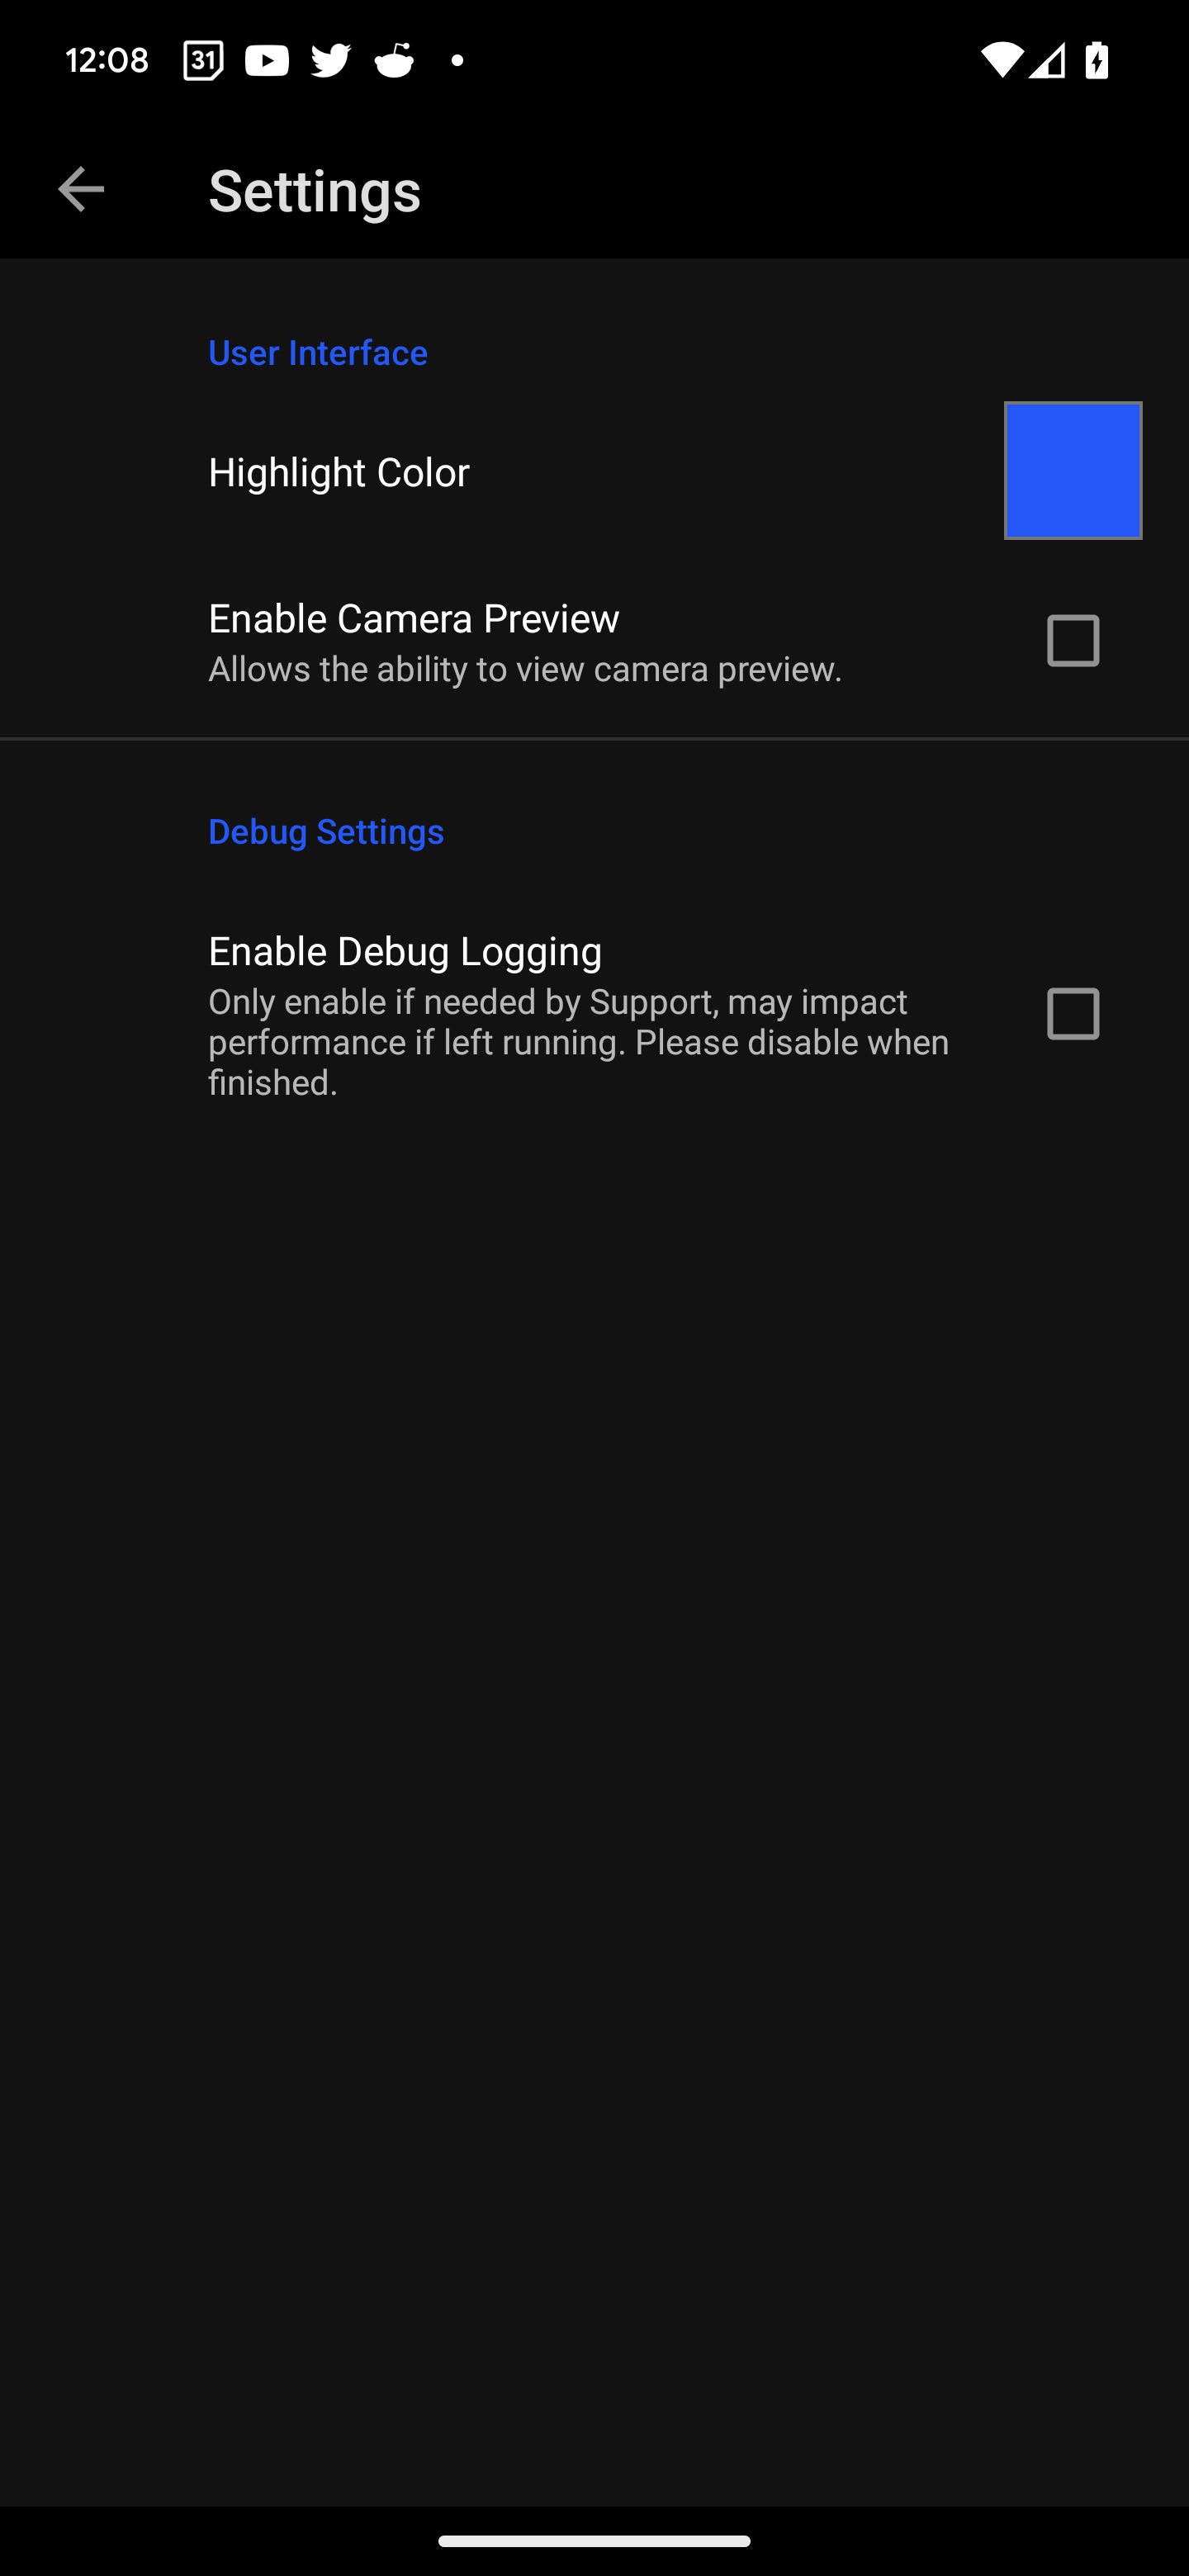 12:08 31
Settings
User Interface
Highlight Color
Enable Camera Preview
Allows the ability to view camera preview.
Debug Settings
Enable Debug Logging
Only enable if needed by Support, may impact
performance if left running. Please disable when
finished.